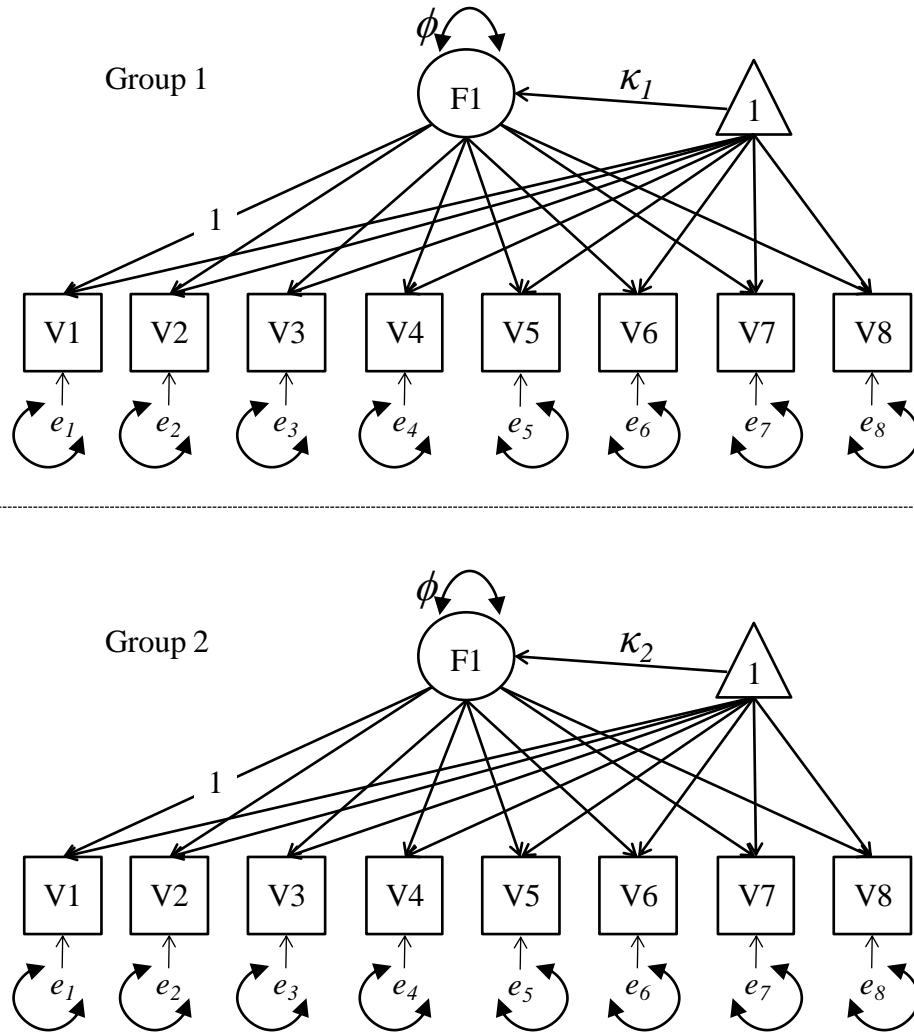 ϕ
Group 1
F1
κ1
1
1
V1 V2 V3 V4 V5 V6 V7 V8
e1 e2 e3 e4 e5 e6 e7 e8
ϕ
Group 2
F1
κ2
1
1
V1 V2 V3 V4 V5 V6 V7 V8
e1 e2 e3 e4 e5 e6 e7 e8